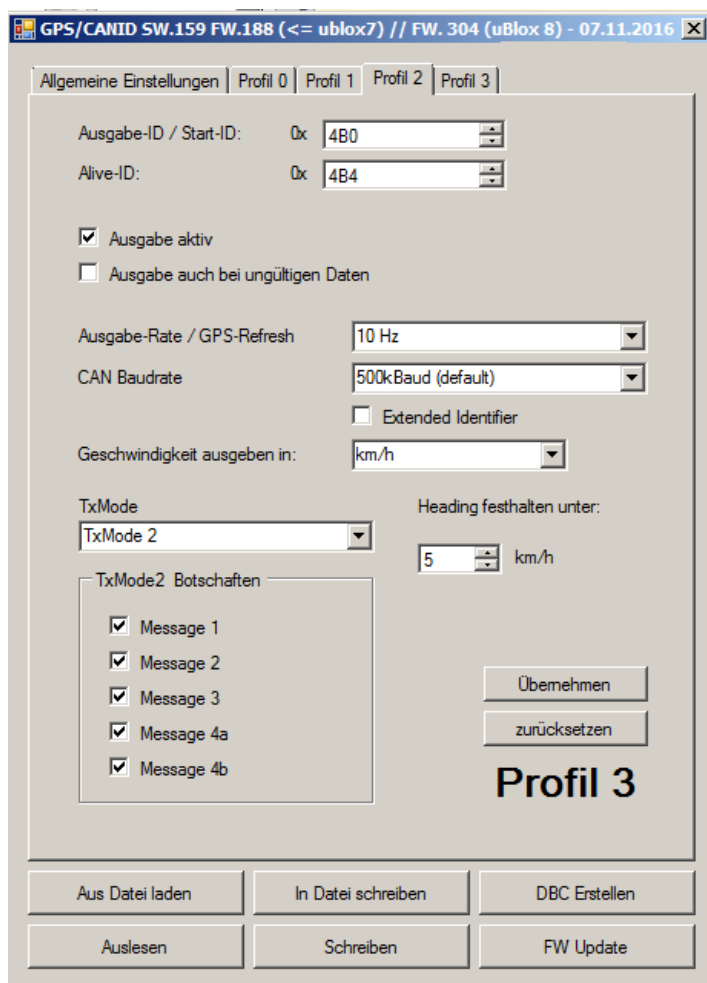 GPS/CANID SW.159 FW.188 (<= ublox7) // FW. 304 (uBlox 8) - 07.11.2016
Allgemeine Einstellungen Profil 0 Profil 1 Profil 2 Profil 3
Ausgabe-ID / Start-ID: 0x 4B0
Alive-ID: 0x 4B4
Ausgabe aktiv
Ausgabe auch bei ungültigen Daten
Ausgabe-Rate / GPS-Refresh 10 Hz
CAN Baudrate 500kBaud (default)
Extended Identifier
Geschwindigkeit ausgeben in: km/h
TxMode Heading festhalten unter:
TxMode 2
5 km/h
TxMode2 Botschaften
Message 1
Message 2
Message 3
Message 4a
Message 4b
Übernehmen
zurücksetzen
Profil 3
Aus Datei laden In Datei schreiben DBC Erstellen
Auslesen Schreiben FW Update